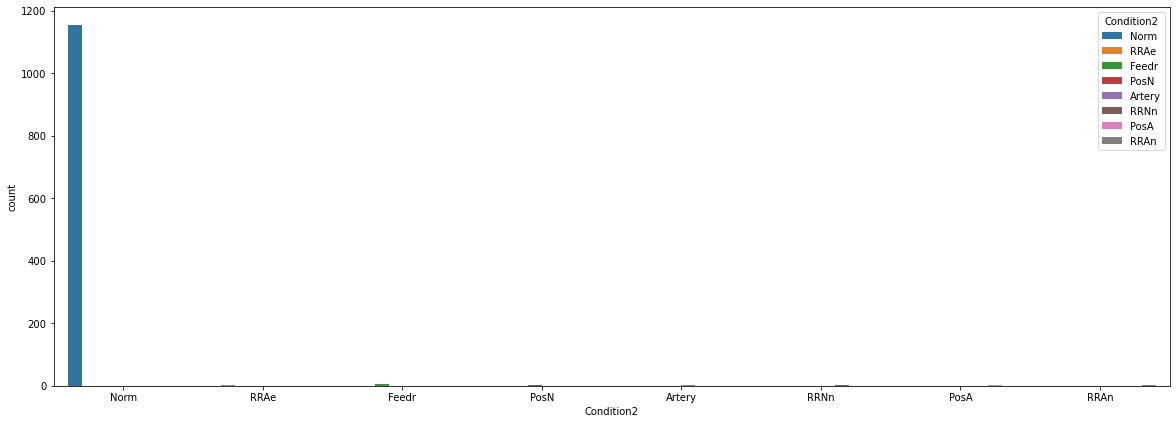 1200
1000
800
600
400
200
0
count
Norm RRAe Feedr PosN Artery RRNn PosA RRAn
Condition2
Condition2
Norm
RRAe
Feedr
PosN
Artery
RRNn
PosA
RRAn